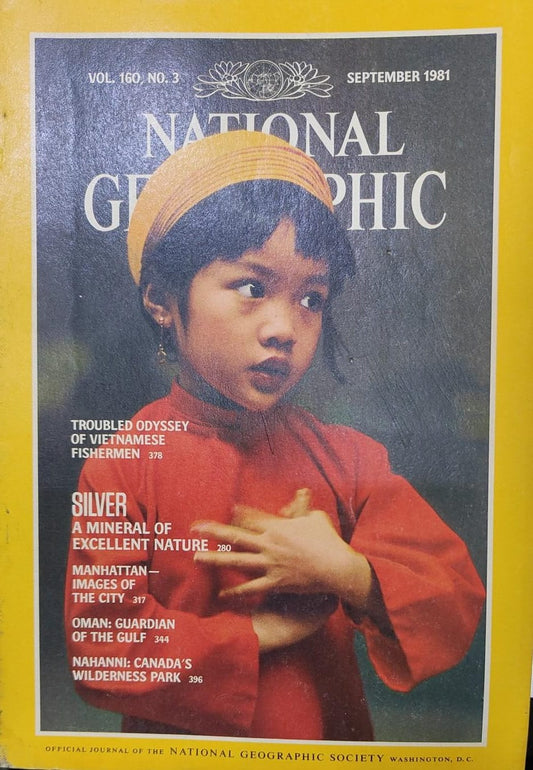 VOL. 160, NO. 3 SEPTEMBER 1981
NATIONAL
GEOGRAPHIC
TROUBLED ODYSSEY
OF VIETNAMESE
FISHERMEN 378
SILVER
A MINERAL OF
EXCELLENT NATURE 280
MANHATTAN—
IMAGES OF
THE CITY 317
OMAN: GUARDIAN
OF THE GULF 344
NAHANNI: CANADA'S
WILDERNESS PARK 396
OFFICIAL JOURNAL OF THE NATIONAL GEOGRAPHIC SOCIETY WASHINGTON, D.C.